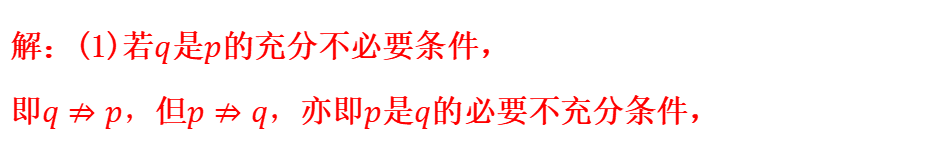 解：(1)若q是p的充分不必要条件，
即q ⇏ p，但p ⇏ q，亦即p是q的必要不充分条件，